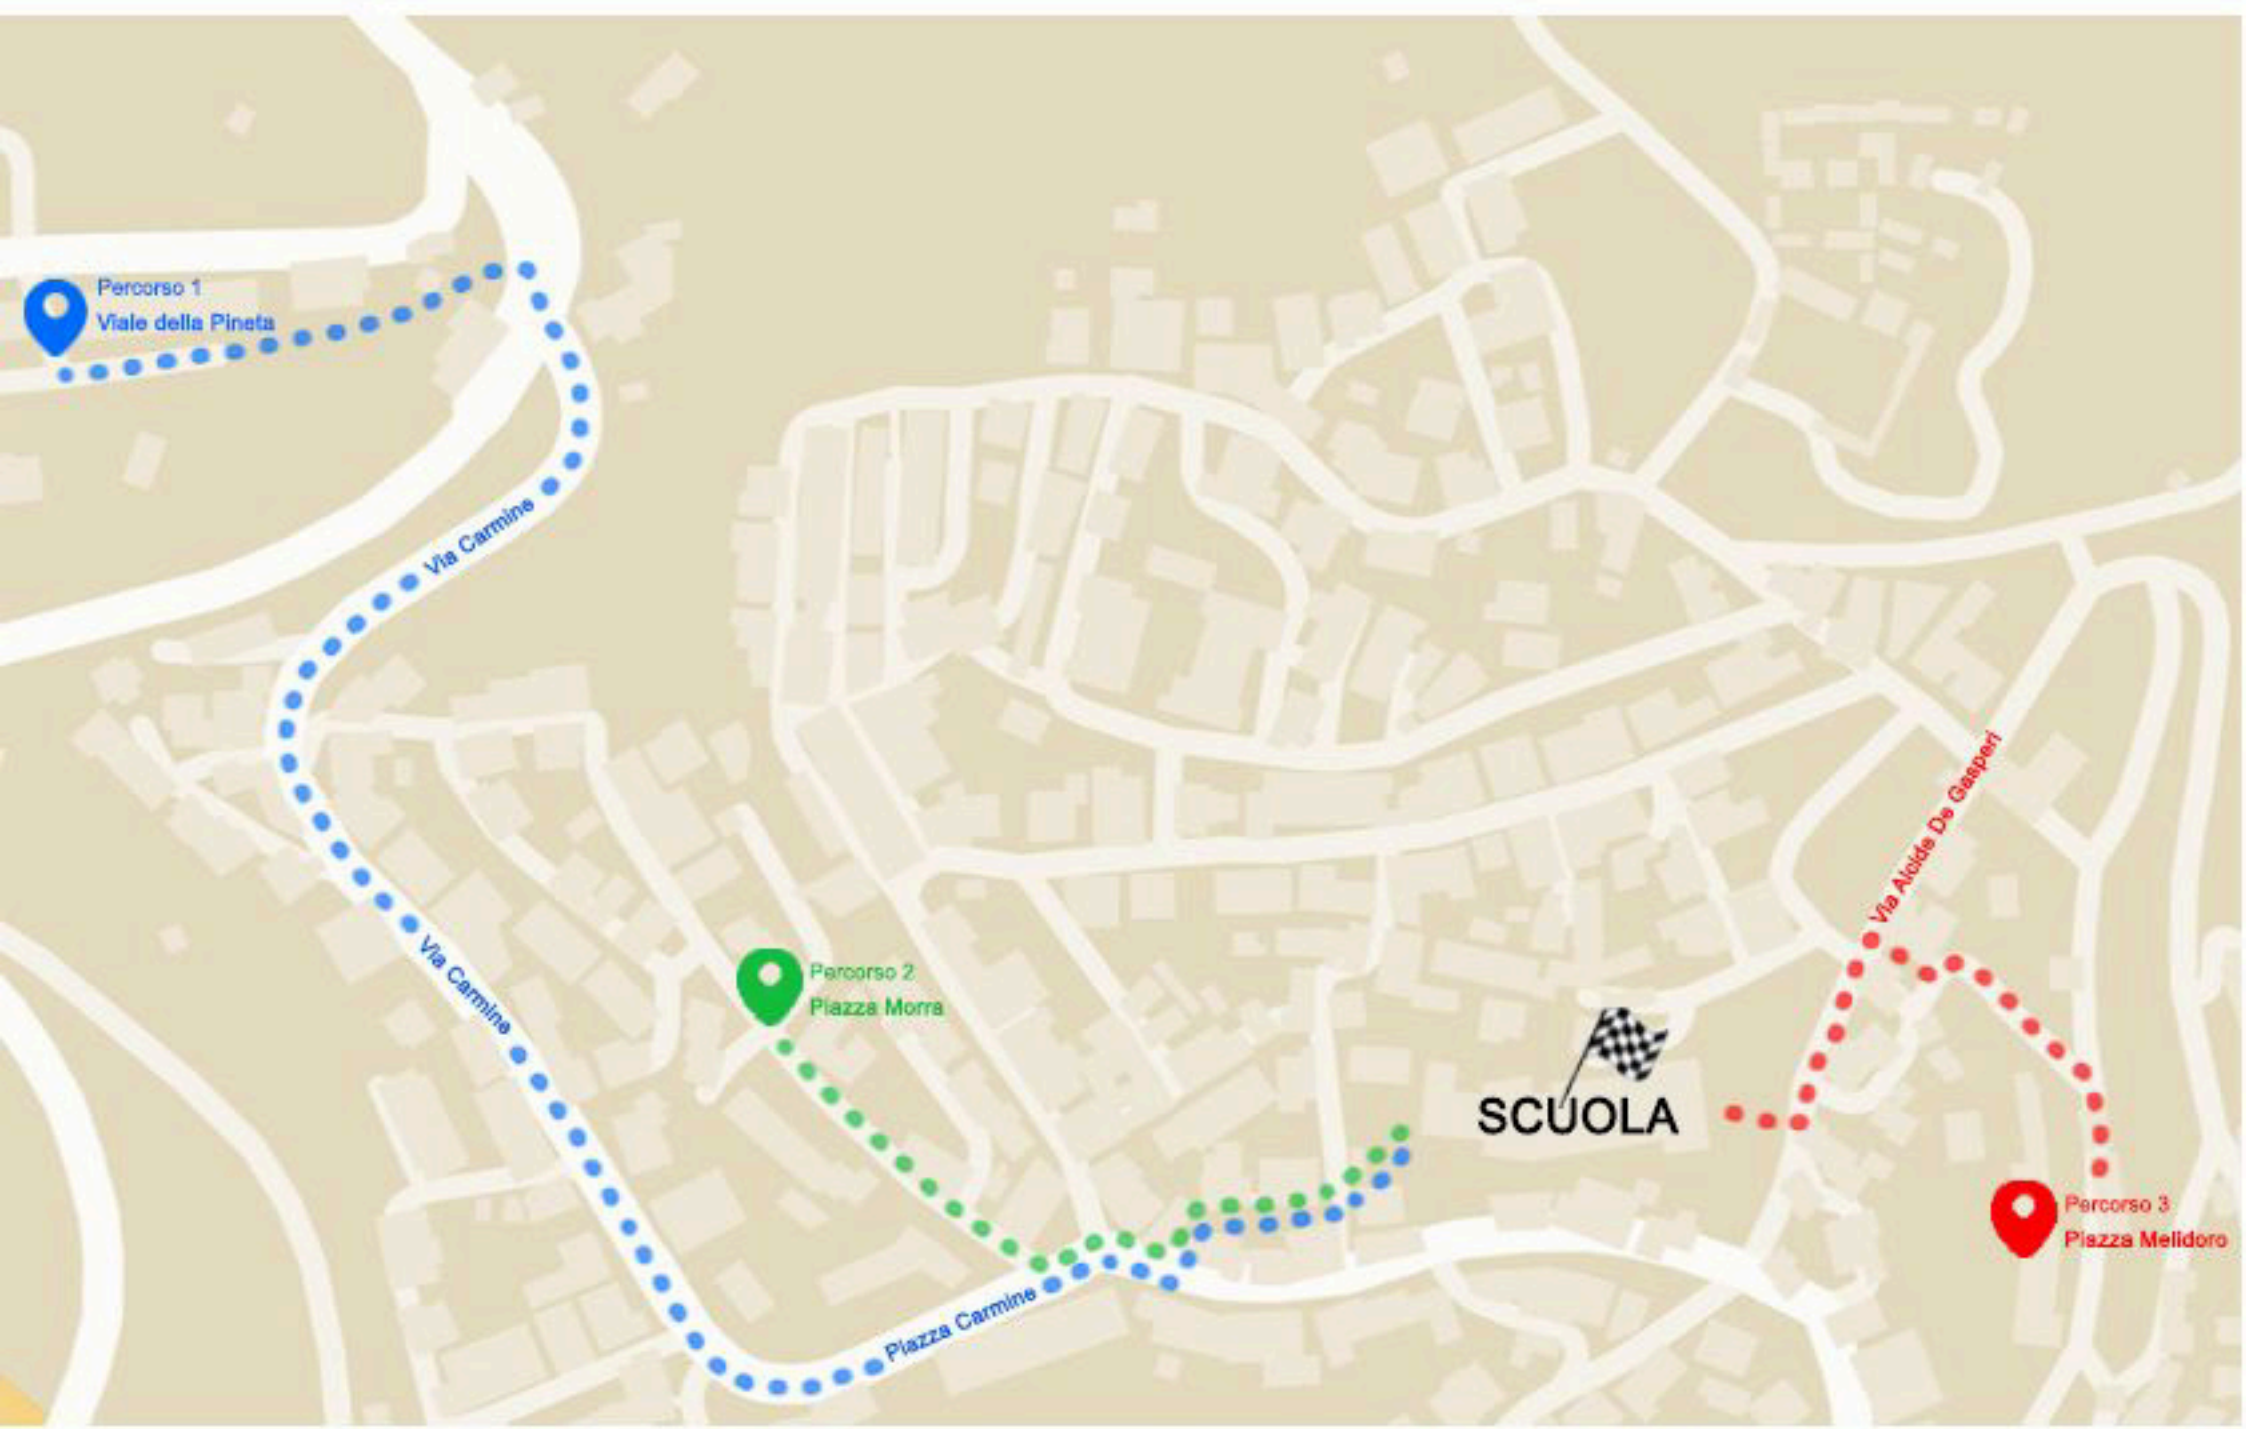 Percorso 1
Viale della Pineta
Via Carmine
Via Carmine
Percorso 2
Piazza Morra
Piazza Carmine
SCUOLA
Via Alcide De Gasperi
Percorso 3
Piazza Melidoro